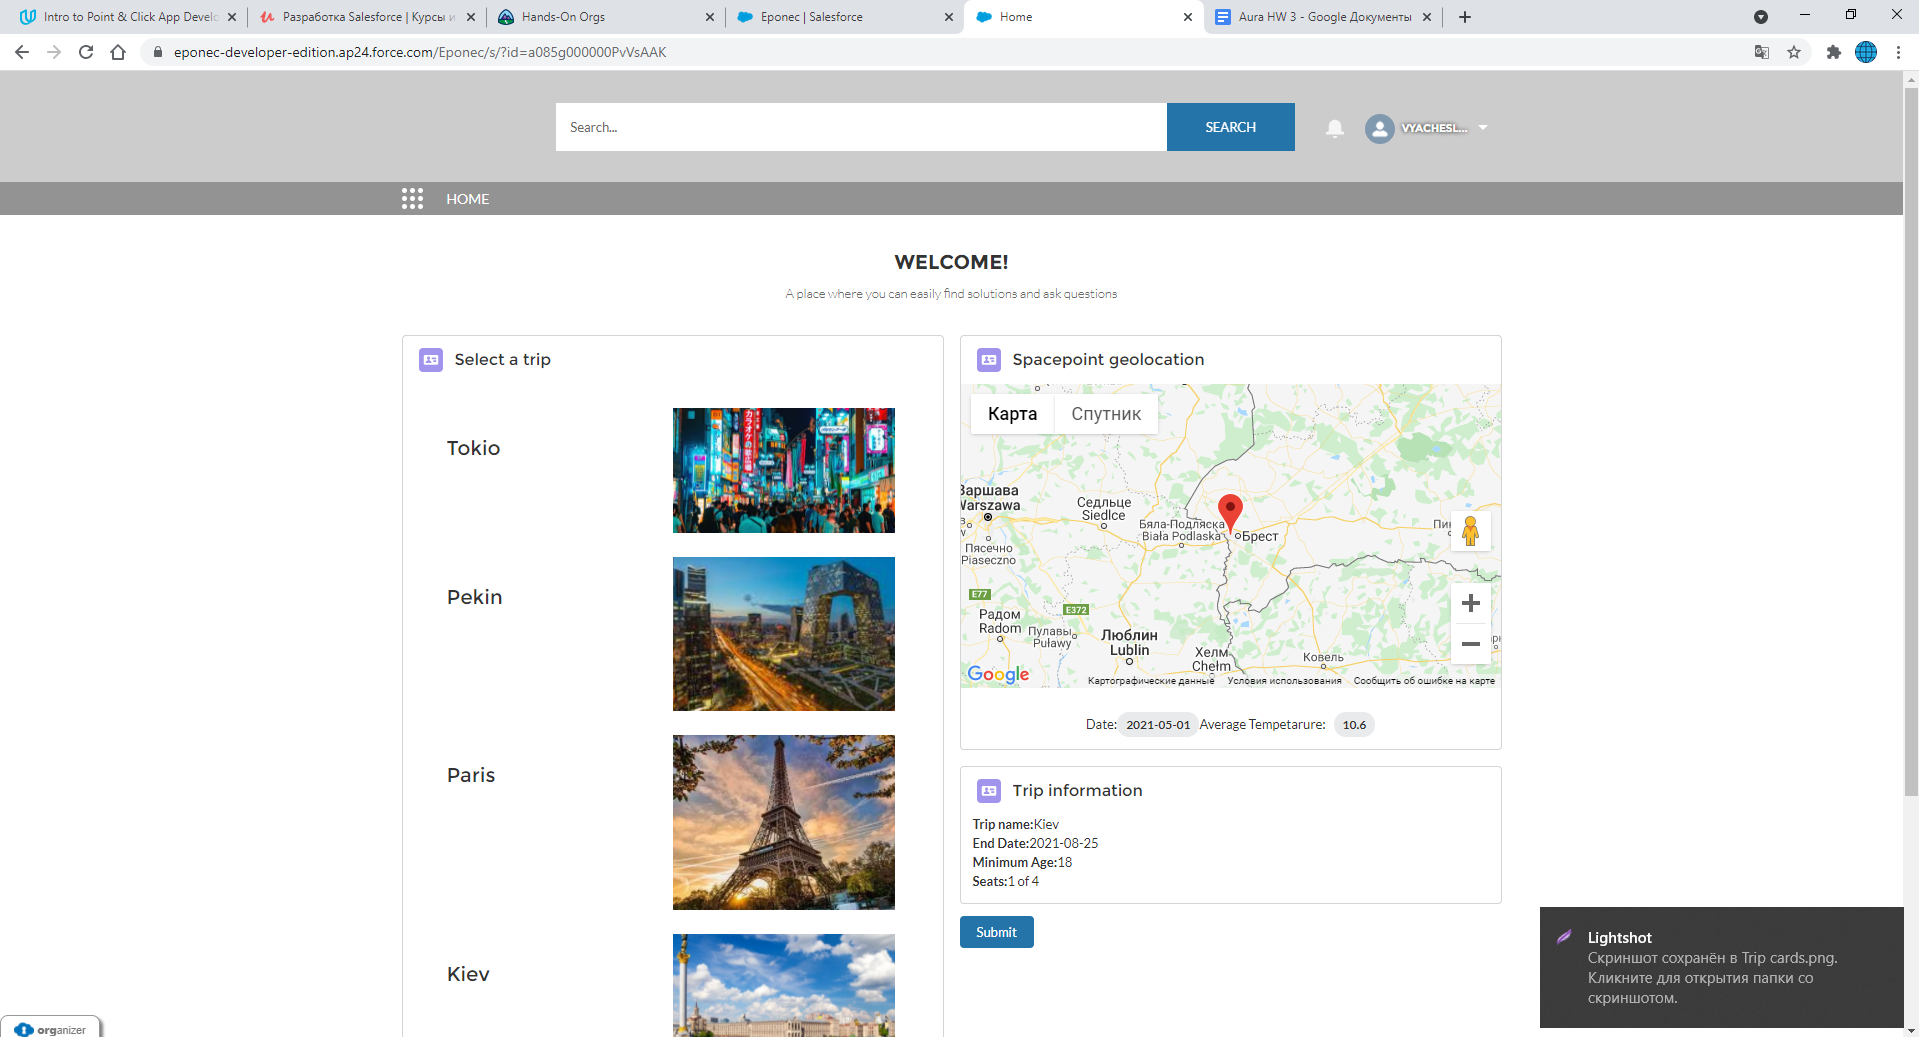 Intro to Point & Click App Develo
Разработка Salesforce | Курсы и
Hands-On Orgs
Eponec | Salesforce
Home
Aura HW 3 - Google Документы
eponec-developer-edition.ap24.force.com/Eponec/s/?id=a085g000000PvVsAAK
Search...
SEARCH
VYACHESL...
HOME
WELCOME!
A place where you can easily find solutions and ask questions
Select a trip
Tokio
Pekin
Paris
Kiev
Spacepoint geolocation
Карта
Спутник
Варшава
Warszawa
Седльце
Siedlce
Бяла-Подляска
Biała Podlaska
Брест
Пи
Пясечно
Piaseczno
E77
E372
Радом
Radom
Пулавы
Puławy
Люблин
Lublin
Хелм
Chełm
Ковель
Google
Картографические данные
Условия использования
Сообщить об ошибке на карте
Date: 2021-05-01 Average Tempetarure: 10.6
Trip information
Trip name:Kiev
End Date:2021-08-25
Minimum Age:18
Seats:1 of 4
Submit
Lightshot
Скриншот сохранён в Trip cards.png.
Кликните для открытия папки со
скриншотом.
organizer